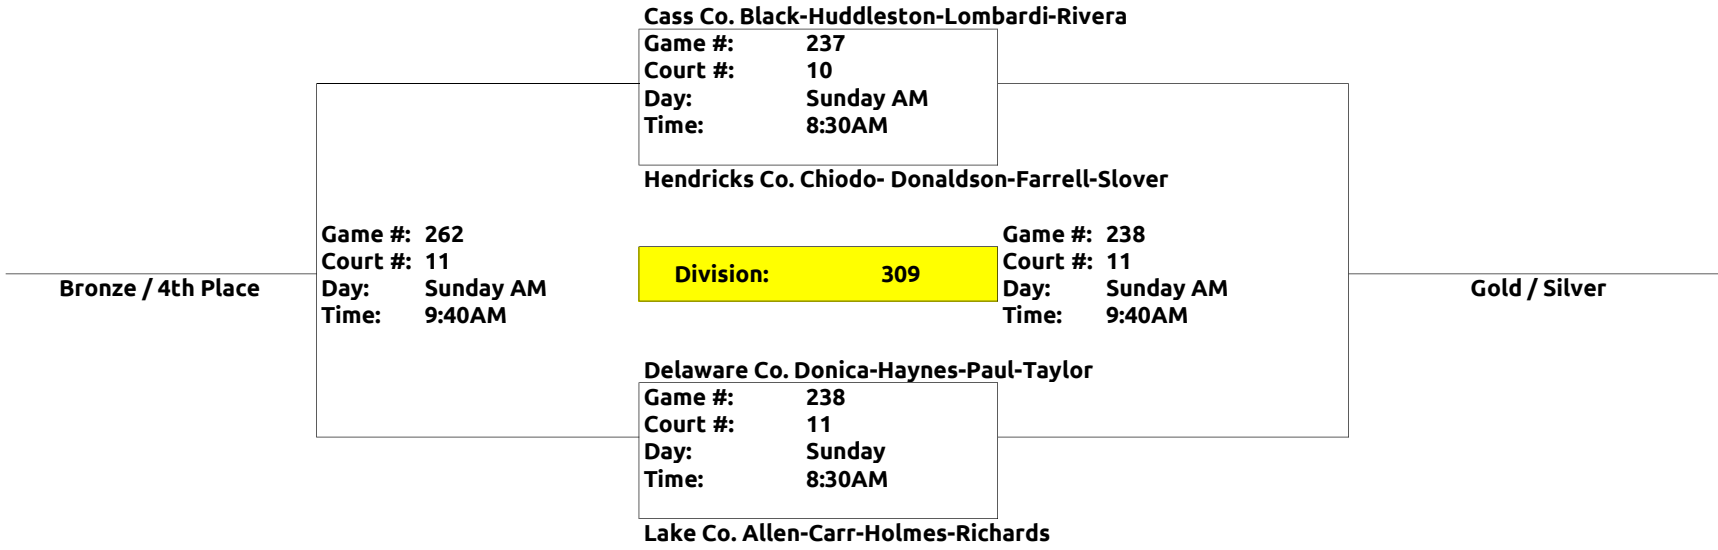 Cass Co. Black-Huddleston-Lombardi-Rivera
Game #: 237
Court #: 10
Day: Sunday AM
Time: 8:30AM
Hendricks Co. Chiodo- Donaldson-Farrell-Slover
Game #: 262
Court #: 11
Day: Sunday AM
Time: 9:40AM
Bronze / 4th Place
Division: 309
Game #: 238
Court #: 11
Day: Sunday AM
Time: 9:40AM
Gold / Silver
Delaware Co. Donica-Haynes-Paul-Taylor
Game #: 238
Court #: 11
Day: Sunday
Time: 8:30AM
Lake Co. Allen-Carr-Holmes-Richards